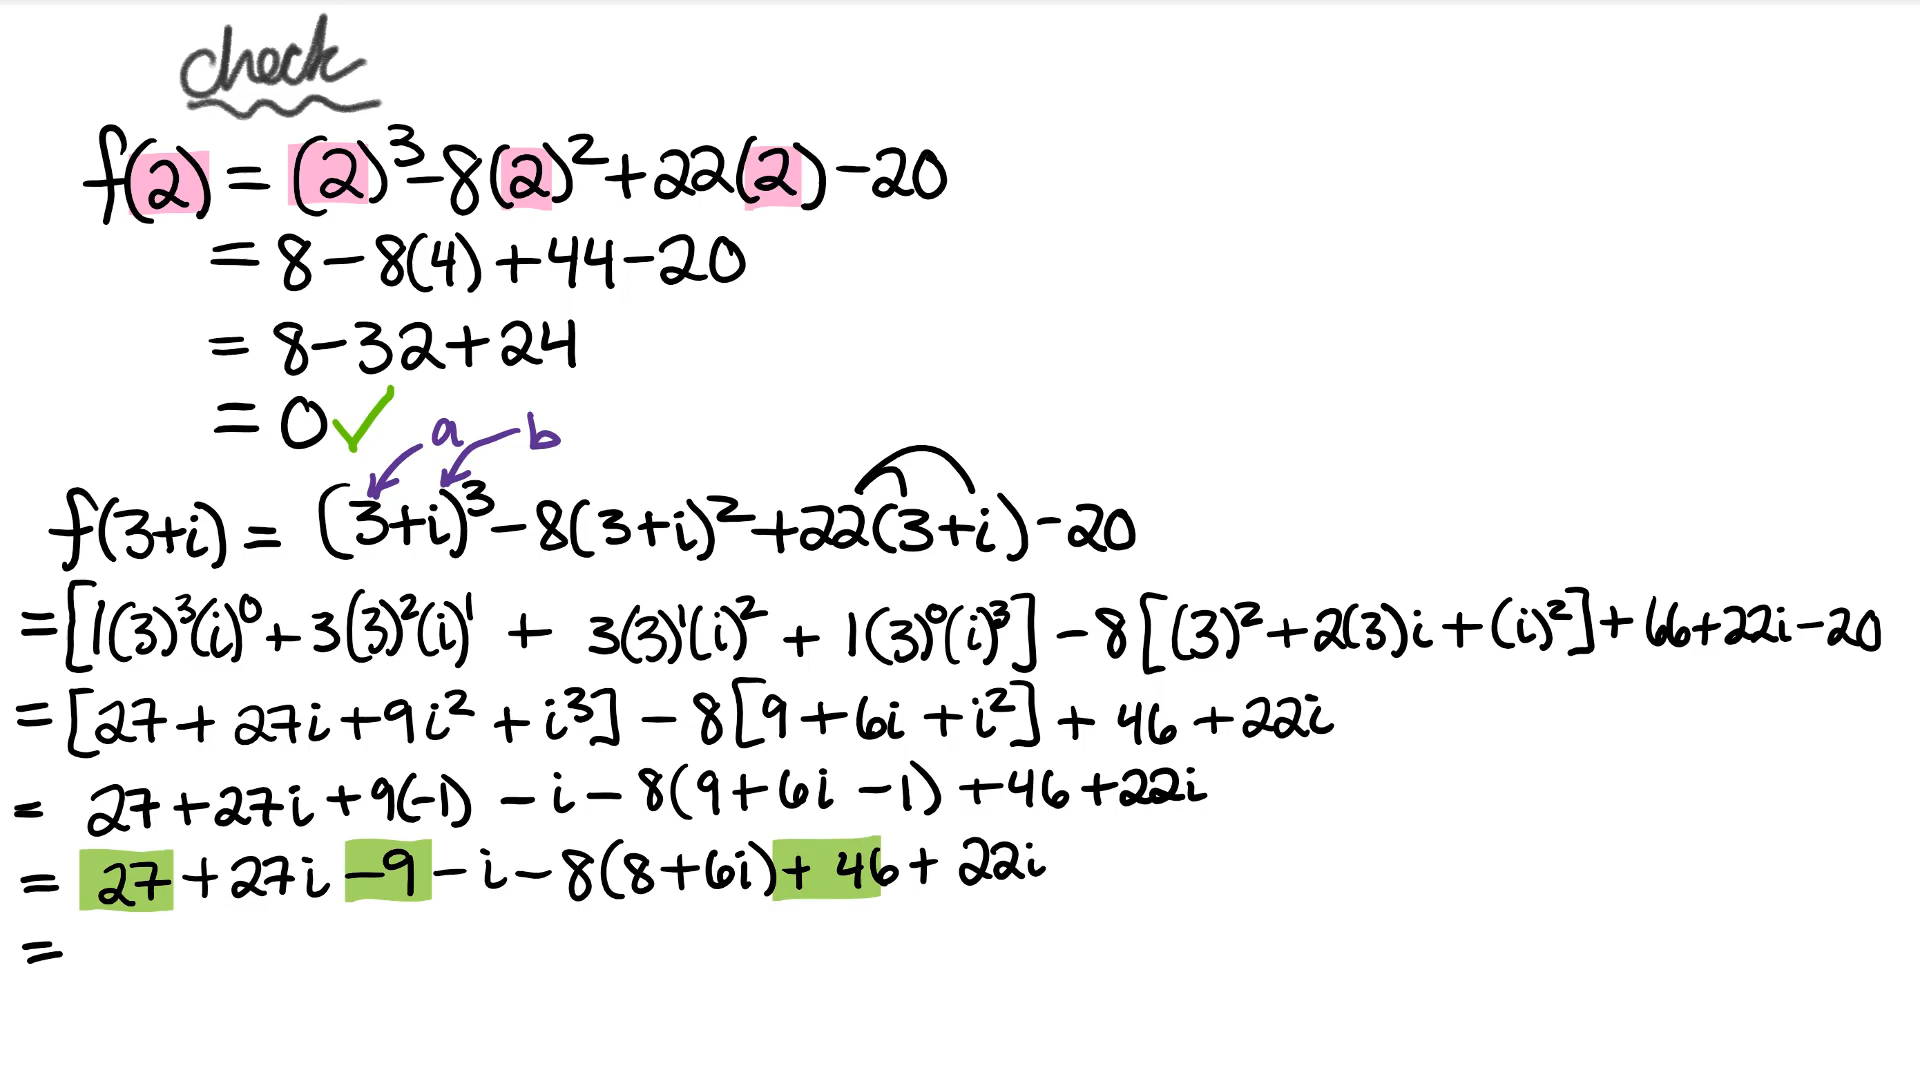 check
f(2) = (2)³-8(2)²+22(2)-20
= 8-8(4)+44-20
= 8-32+24
= 0✓
a b
f(3+i) = (3+i)³-8(3+i)²+22(3+i)-20
=[1(3)³(i)⁰+3(3)²(i)¹ + 3(3)¹(i)² + 1(3)⁰(i)³]-8[(3)²+2(3)i+(i)²]+66+22i-20
=[27+27i+9i²+i³]-8[9+6i+i²]+46+22i
= 27+27i+9(-1)-i-8(9+6i-1)+46+22i
= 27+27i-9-i-8(8+6i)+46+22i
=